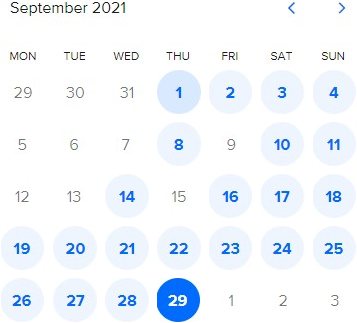 September 2021
MON TUE WED THU FRI SAT SUN
29 30 31 1 2 3 4
5 6 7 8 9 10 11
12 13 14 15 16 17 18
19 20 21 22 23 24 25
26 27 28 29 1 2 3